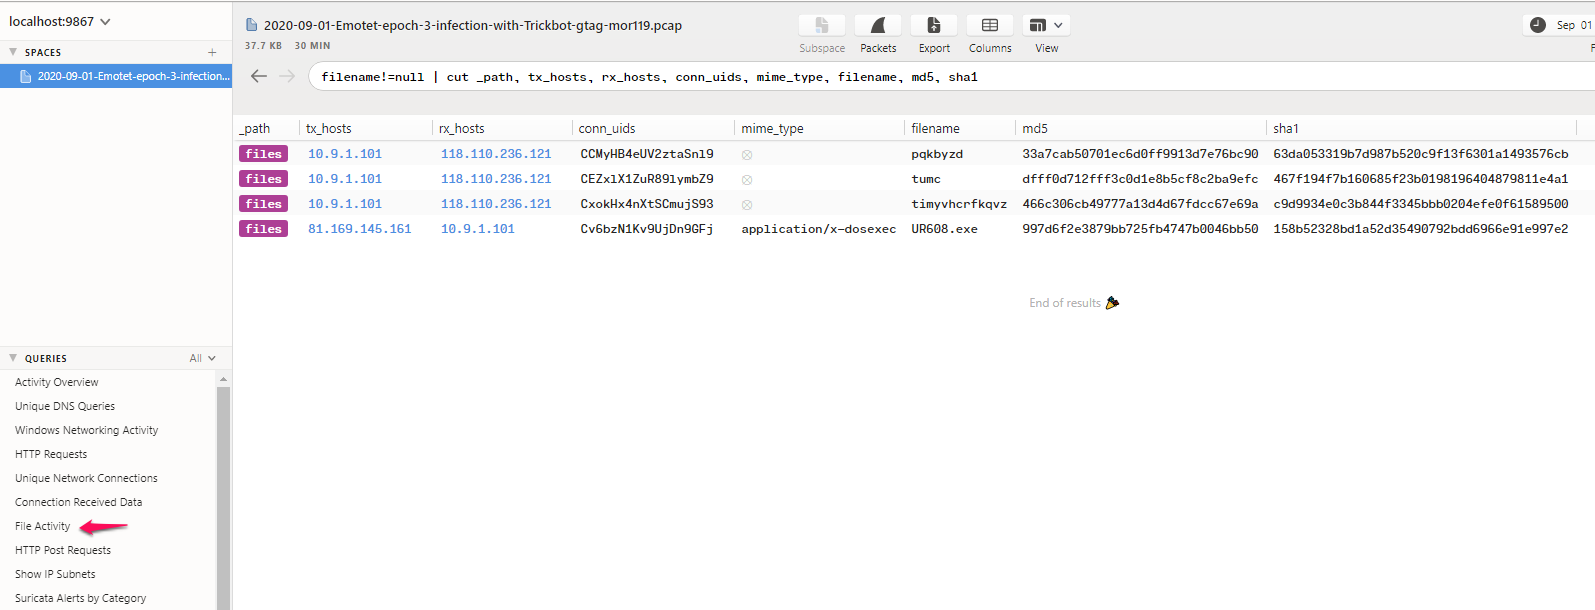 localhost:9867
2020-09-01-Emotet-epoch-3-infection-with-Trickbot-gtag-mor119.pcap
37.7 KB 30 MIN
Subspace Packets Export Columns View
Sep 01
SPACES +
2020-09-01-Emotet-epoch-3-infection...
filename!=null | cut _path, tx_hosts, rx_hosts, conn_uids, mime_type, filename, md5, sha1
_path tx_hosts rx_hosts conn_uids mime_type filename md5 sha1
files 10.9.1.101 118.110.236.121 CCMyHB4eUV2ztaSnl9 pqkbyzd 33a7cab50701ec6d0ff9913d7e76bc90 63da053319b7d987b520c9f13f6301a1493576cb
files 10.9.1.101 118.110.236.121 CEZxlX1ZuR89lymbZ9 tumc dfff0d712fff3c0d1e8b5cf8c2ba9efc 467f194f7b160685f23b0198196404879811e4a1
files 10.9.1.101 118.110.236.121 CxokHx4nXtSCmujS93 timyvhcrfkqvz 466c306cb49777a13d4d67fdcc67e69a c9d9934e0c3b844f3345bbb0204efe0f61589500
files 81.169.145.161 10.9.1.101 Cv6bzN1Kv9UjDn9GFj application/x-dosexec UR608.exe 997d6f2e3879bb725fb4747b0046bb50 158b52328bd1a52d35490792bdd6966e91e997e2
End of results
QUERIES All
Activity Overview
Unique DNS Queries
Windows Networking Activity
HTTP Requests
Unique Network Connections
Connection Received Data
File Activity
HTTP Post Requests
Show IP Subnets
Suricata Alerts by Category